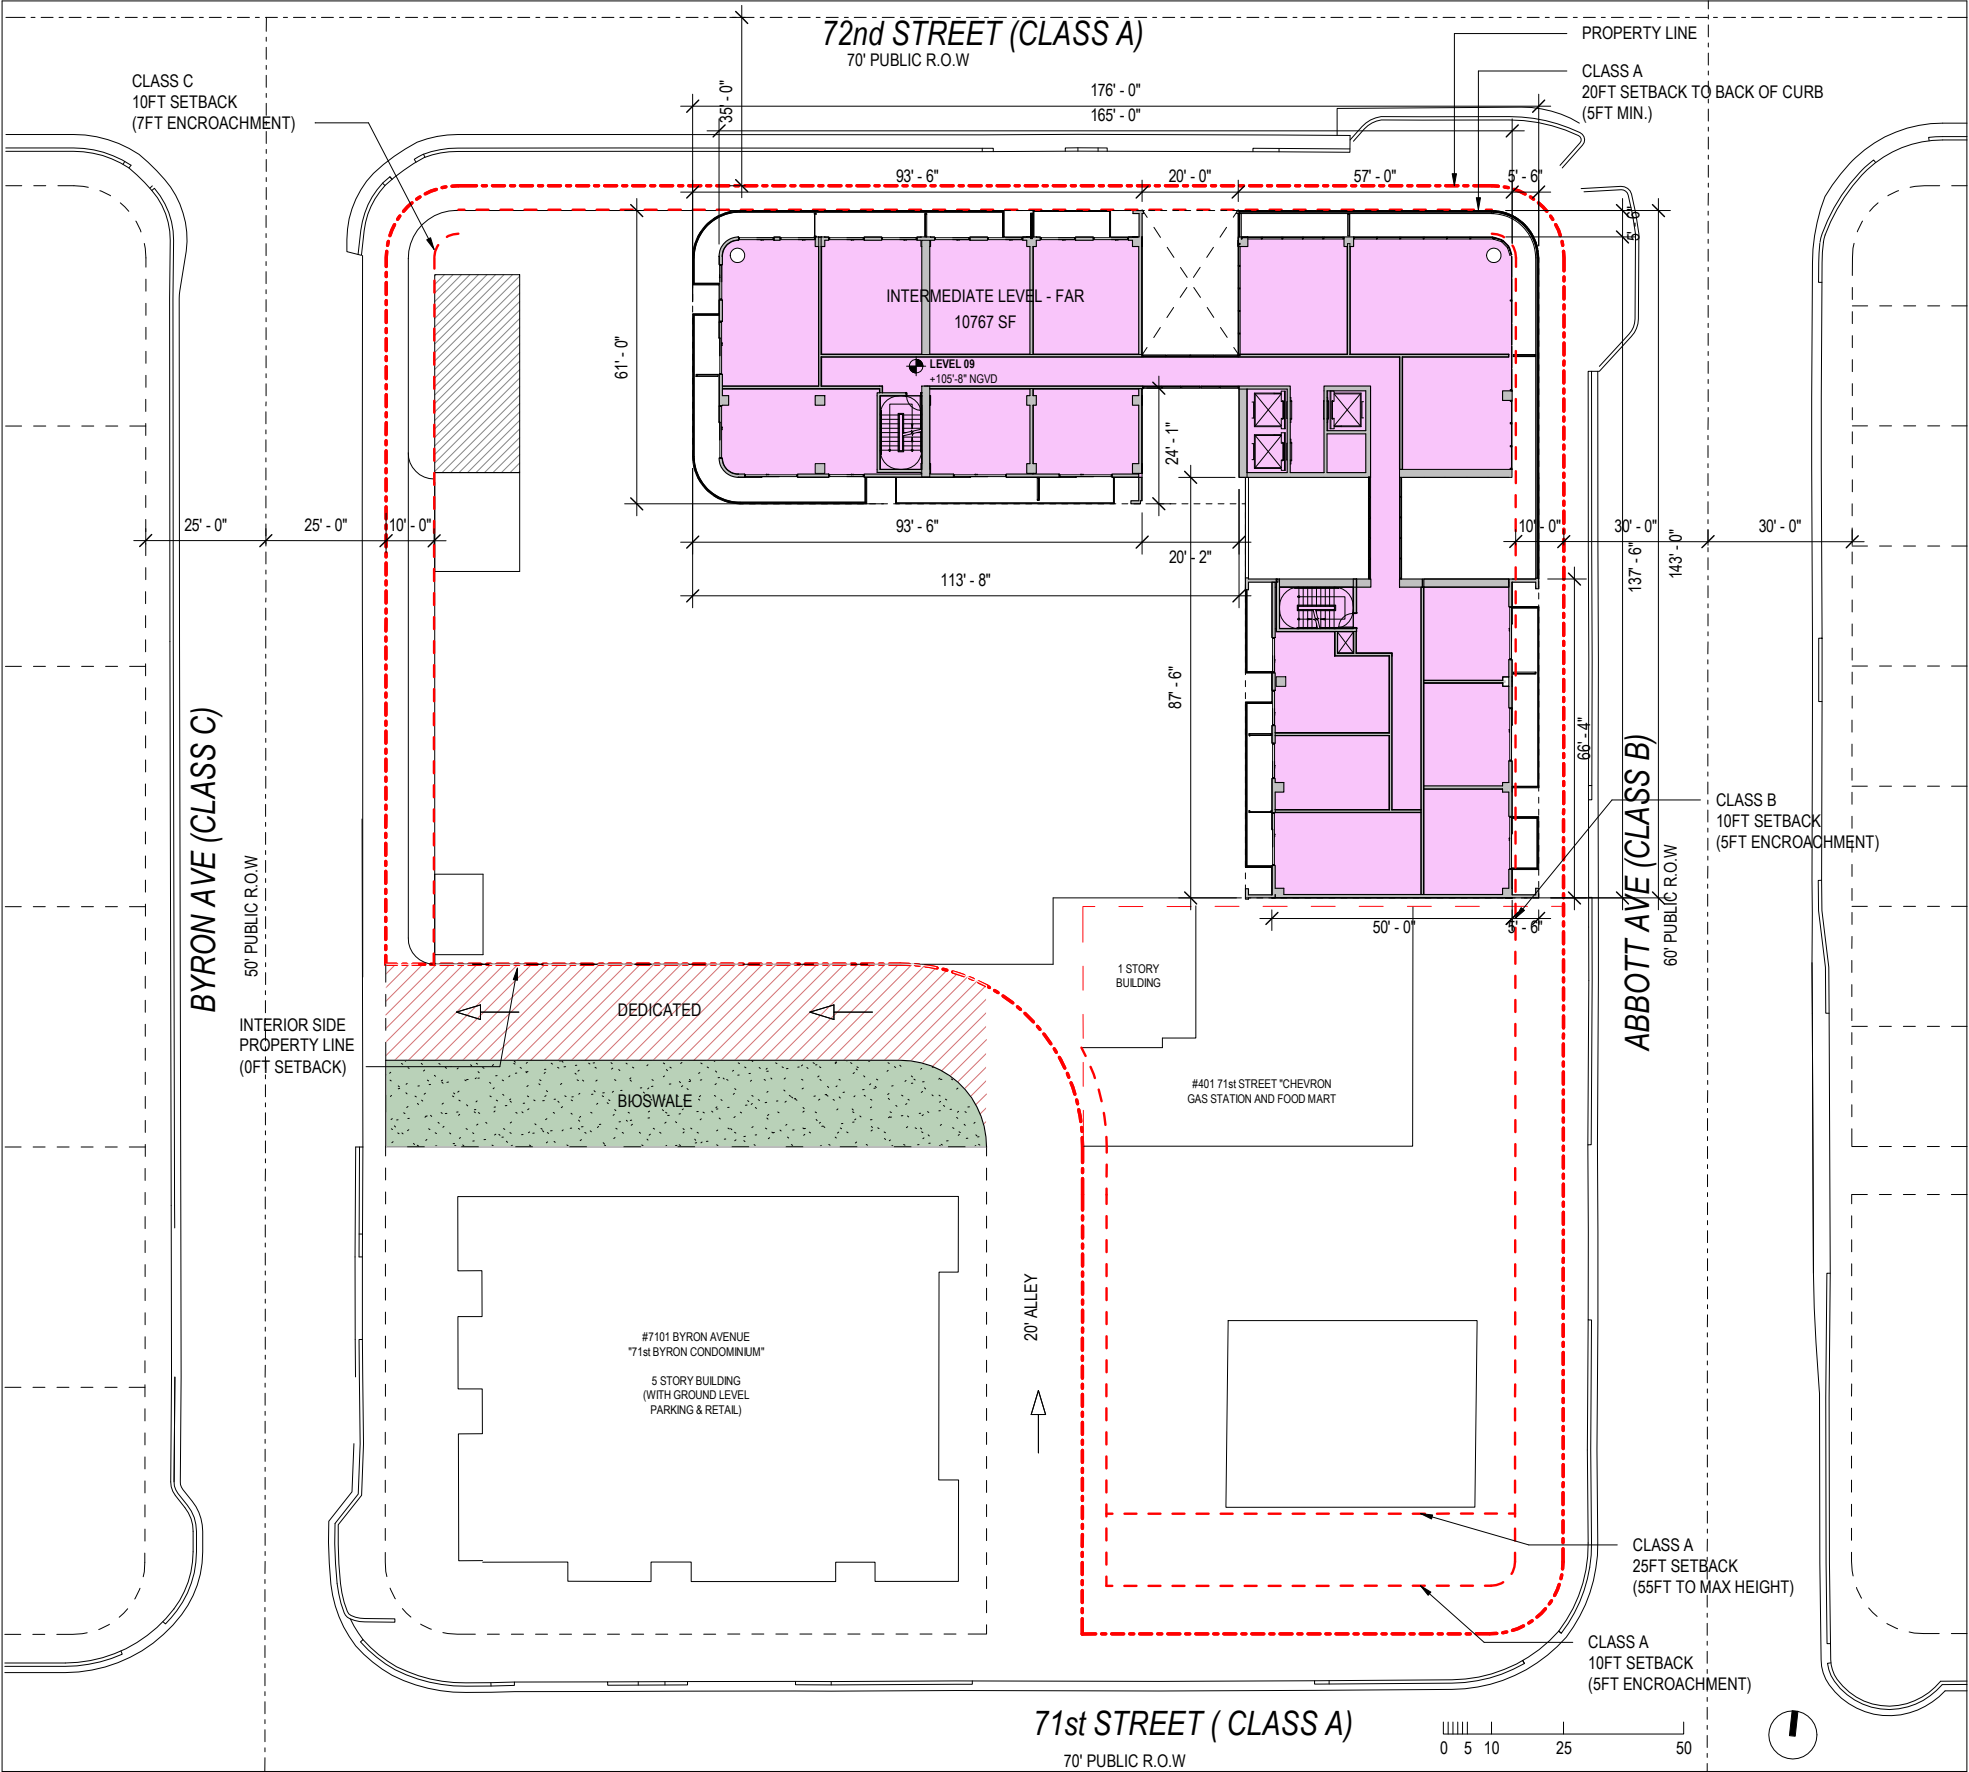 72nd STREET (CLASS A)
70' PUBLIC R.O.W
PROPERTY LINE
CLASS A
20FT SETBACK TO BACK OF CURB
(5FT MIN.)
CLASS C
10FT SETBACK
(7FT ENCROACHMENT)
35' - 0"
176' - 0"
165' - 0"
93' - 6"
20' - 0"
57' - 0"
5' - 6"
5' - 6"
INTERMEDIATE LEVEL - FAR
10767 SF
LEVEL 09
+105'-8" NGVD
61' - 0"
24' - 1"
25' - 0"
25' - 0"
10' - 0"
93' - 6"
20' - 2"
113' - 8"
10' - 0"
30' - 0"
30' - 0"
137' - 6"
143' - 0"
87' - 6"
66' - 4"
BYRON AVE (CLASS C)
50' PUBLIC R.O.W
ABBOTT AVE (CLASS B)
60' PUBLIC R.O.W
CLASS B
10FT SETBACK
(5FT ENCROACHMENT)
50' - 0"
5' - 6"
1 STORY
BUILDING
DEDICATED
INTERIOR SIDE
PROPERTY LINE
(0FT SETBACK)
BIOSWALE
#401 71st STREET "CHEVRON
GAS STATION AND FOOD MART
20' ALLEY
#7101 BYRON AVENUE
"71st BYRON CONDOMINIUM"
5 STORY BUILDING
(WITH GROUND LEVEL
PARKING & RETAIL)
CLASS A
25FT SETBACK
(55FT TO MAX HEIGHT)
CLASS A
10FT SETBACK
(5FT ENCROACHMENT)
71st STREET ( CLASS A)
70' PUBLIC R.O.W
0 5 10 25 50